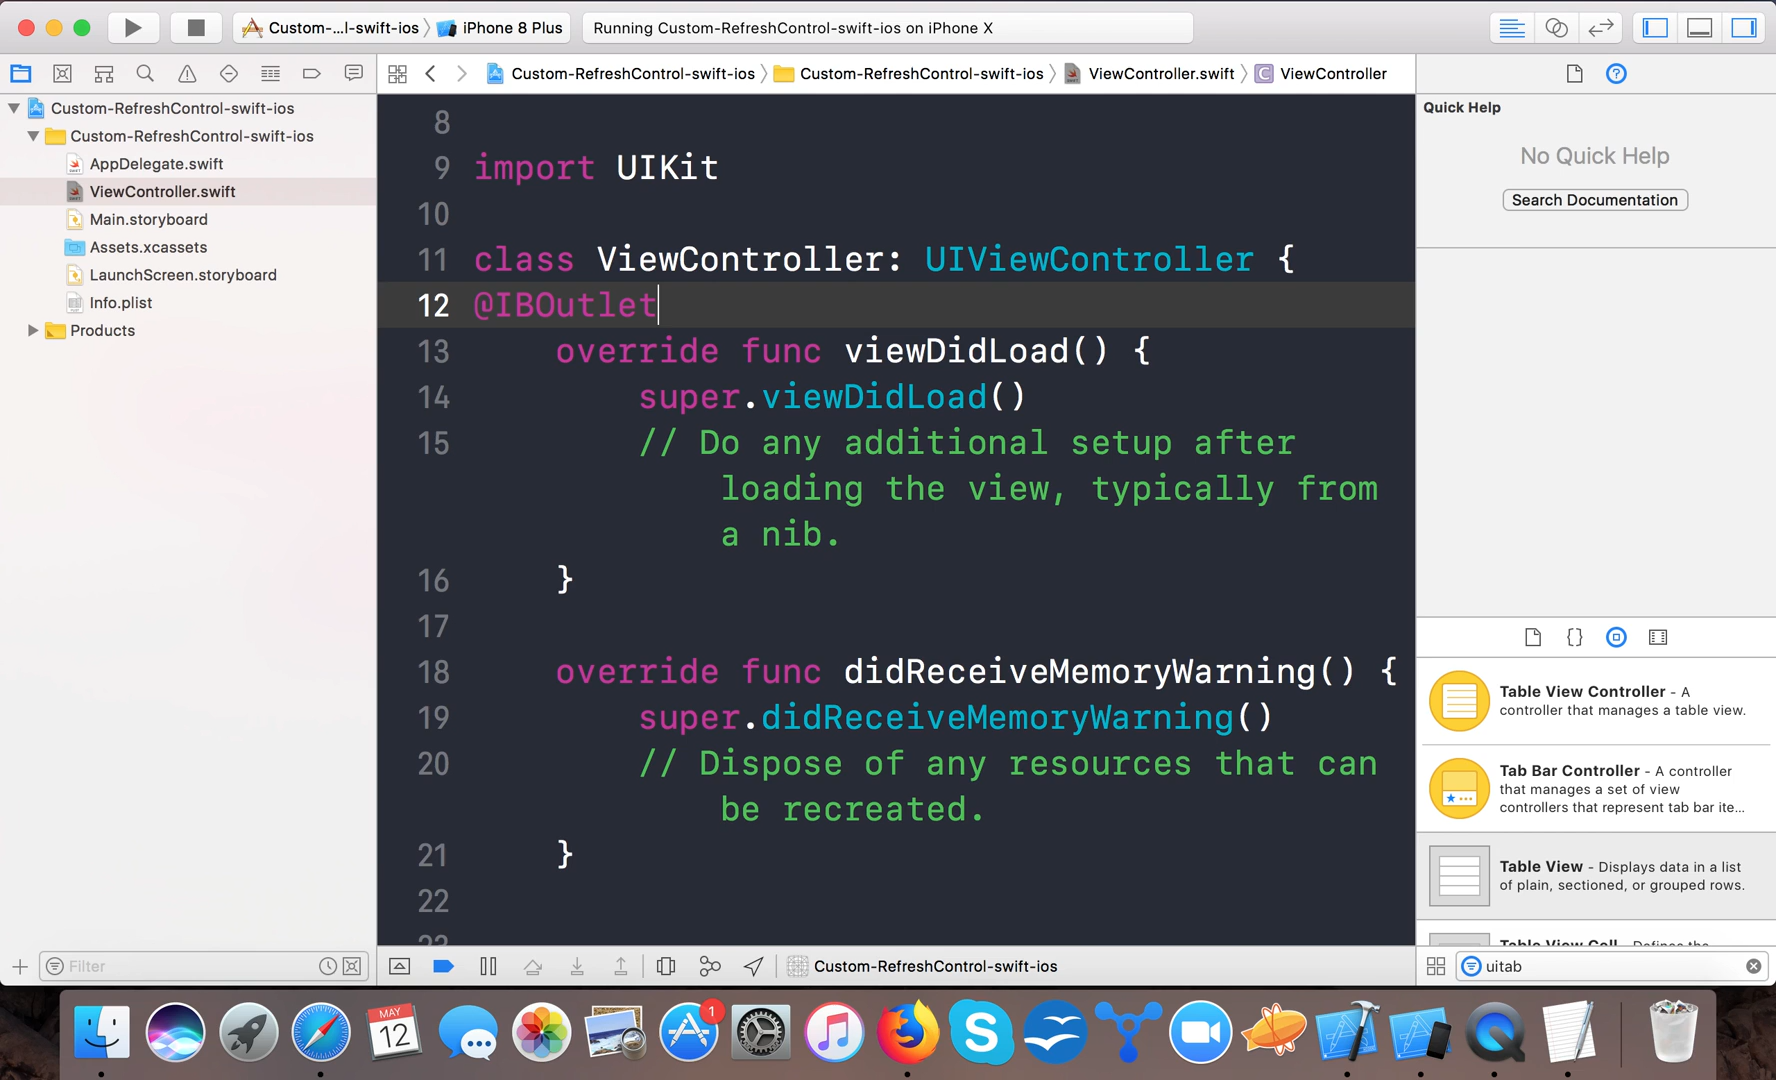 Custom-...l-swift-ios
iPhone 8 Plus
Running Custom-RefreshControl-swift-ios on iPhone X
Custom-RefreshControl-swift-ios
Custom-RefreshControl-swift-ios
ViewController.swift
C
ViewController
Custom-RefreshControl-swift-ios
Custom-RefreshControl-swift-ios
AppDelegate.swift
ViewController.swift
Main.storyboard
Assets.xcassets
LaunchScreen.storyboard
Info.plist
Products
8
9 import UIKit
10
11 class ViewController: UIViewController {
12 @IBOutlet
13 override func viewDidLoad() {
14 super.viewDidLoad()
15 // Do any additional setup after
loading the view, typically from
a nib.
16 }
17
18 override func didReceiveMemoryWarning() {
19 super.didReceiveMemoryWarning()
20 // Dispose of any resources that can
be recreated.
21 }
22
Quick Help
No Quick Help
Search Documentation
Table View Controller - A
controller that manages a table view.
Tab Bar Controller - A controller
that manages a set of view
controllers that represent tab bar ite...
Table View - Displays data in a list
of plain, sectioned, or grouped rows.
Table View Cell - Defines the
Filter
Custom-RefreshControl-swift-ios
uitab
MAY
12
1
S